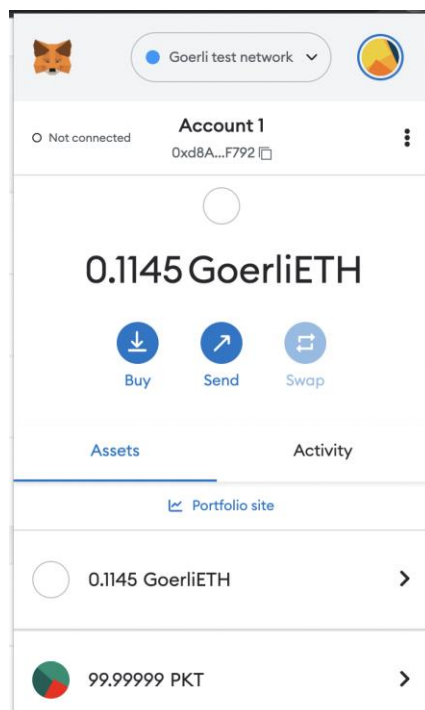 Goerli test network
Account 1
Not connected
0xd8A...F792
0.1145 GoerliETH
Buy Send Swap
Assets Activity
Portfolio site
0.1145 GoerliETH
99.99999 PKT